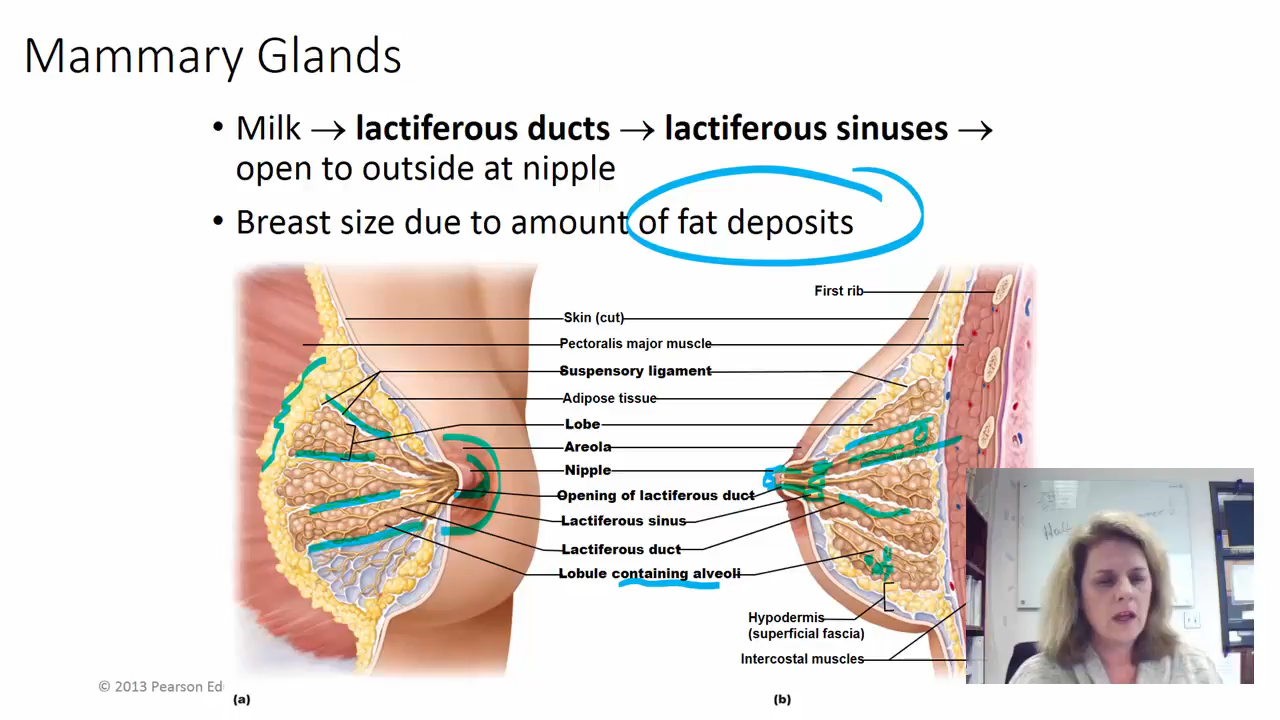 Mammary Glands
• Milk → lactiferous ducts → lactiferous sinuses →
open to outside at nipple
• Breast size due to amount of fat deposits
First rib
Skin (cut)
Pectoralis major muscle
Suspensory ligament
Adipose tissue
Lobe
Areola
Nipple
Opening of lactiferous duct
Lactiferous sinus
Lactiferous duct
Lobule containing alveoli
Hypodermis
(superficial fascia)
Intercostal muscles
© 2013 Pearson Ed
(a)
(b)